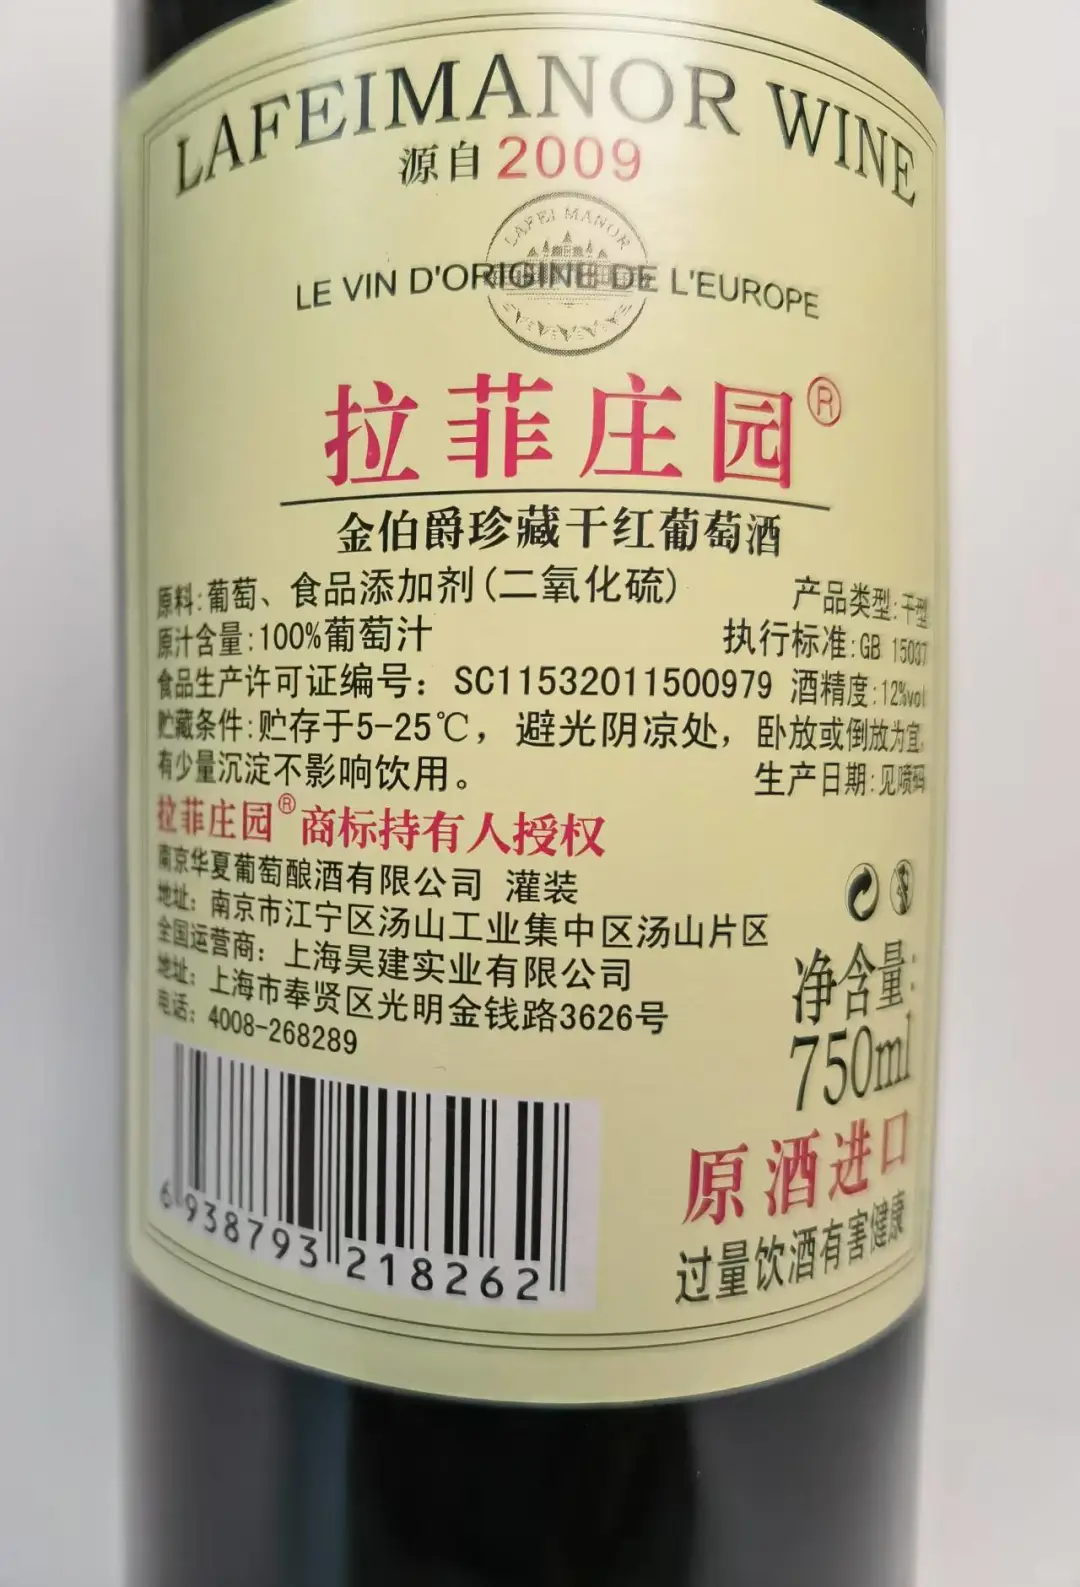 LAFEIMANOR WINE
源自 2009
LAFEI MANOR
LE VIN D'ORIGINE DE L'EUROPE
拉菲庄园®
金伯爵珍藏干红葡萄酒
原料:葡萄、食品添加剂(二氧化硫) 产品类型:干型
原汁含量:100%葡萄汁 执行标准:GB 15037
食品生产许可证编号: SC11532011500979 酒精度:12%vol
贮藏条件:贮存于5-25℃,避光阴凉处,卧放或倒放为宜,
有少量沉淀不影响饮用。 生产日期:见喷码
拉菲庄园®商标持有人授权
南京华夏葡萄酿酒有限公司 灌装
地址: 南京市江宁区汤山工业集中区汤山片区
全国运营商: 上海昊建实业有限公司
地址: 上海市奉贤区光明金钱路3626号
电话: 4008-268289
净含量:
750ml
原酒进口
过量饮酒有害健康
6 938793 218262